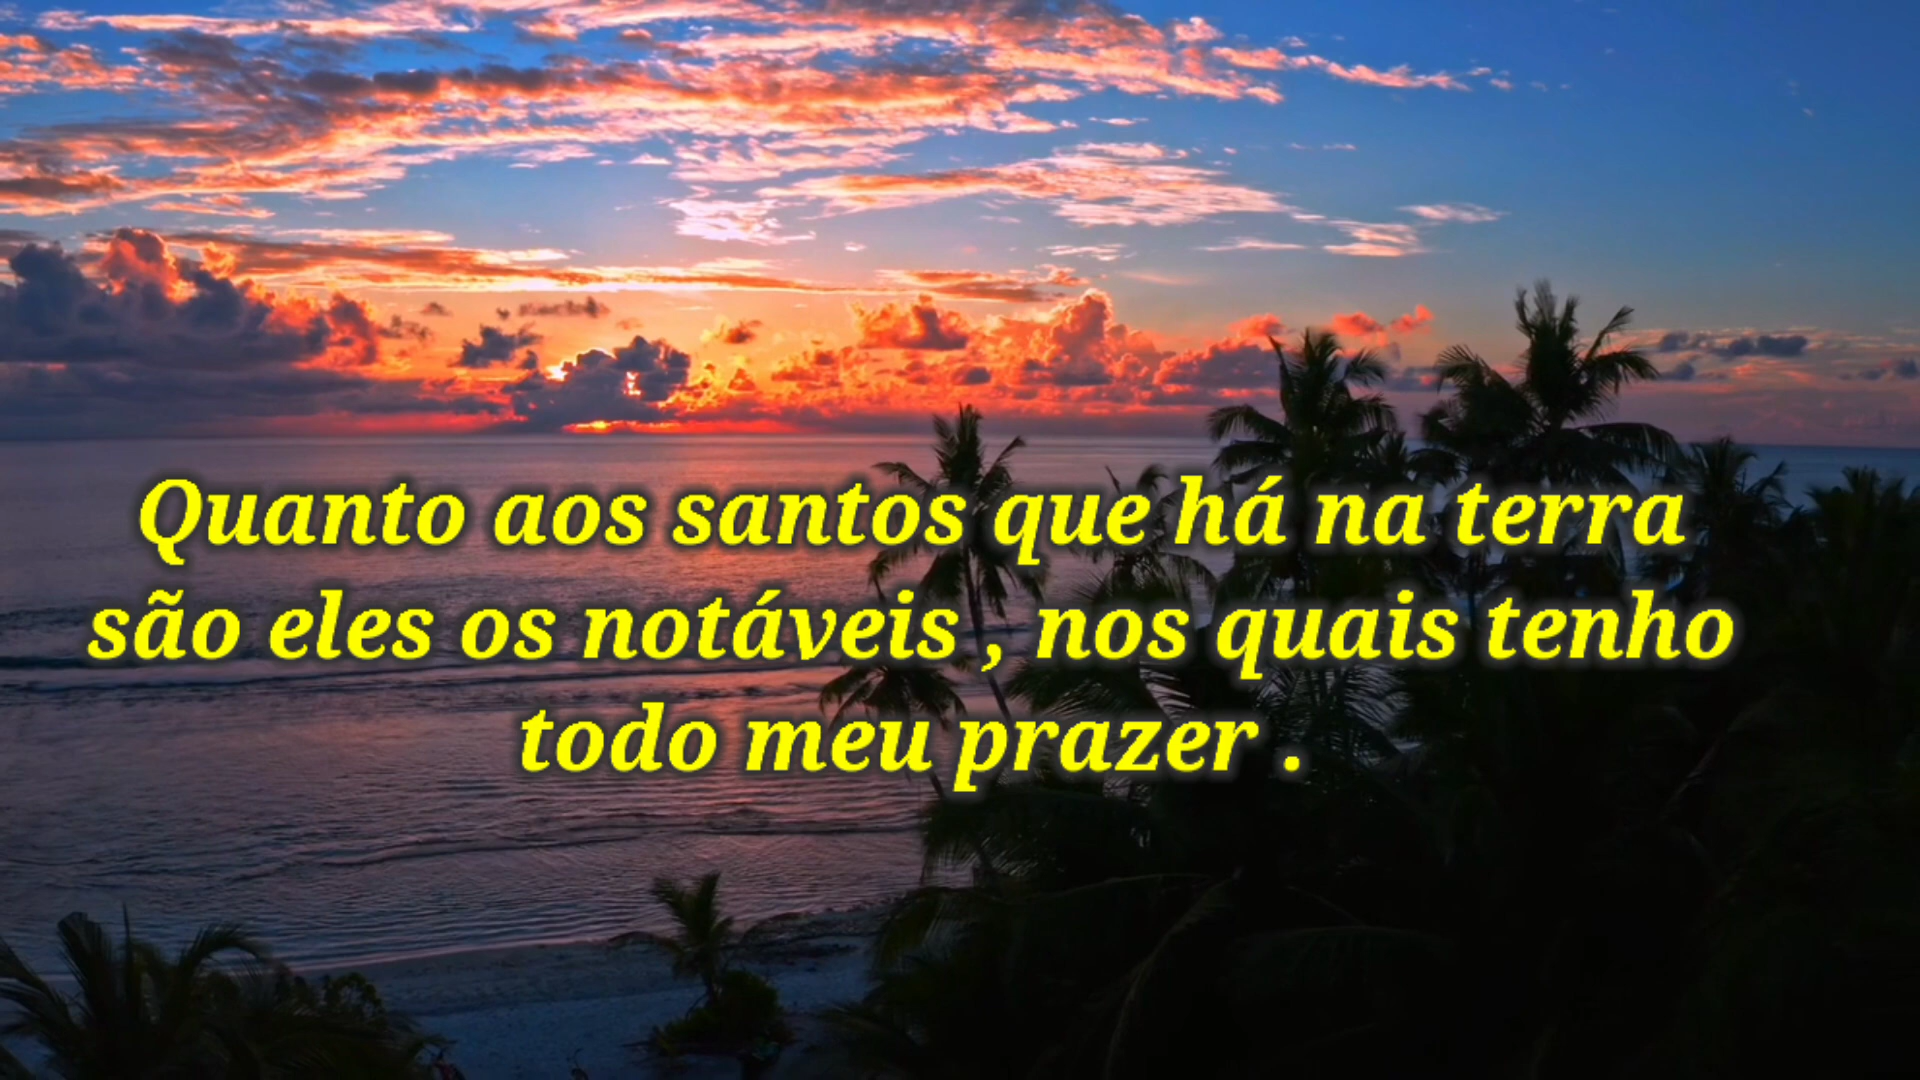 Quanto aos santos que há na terra
são eles os notáveis , nos quais tenho
todo meu prazer .